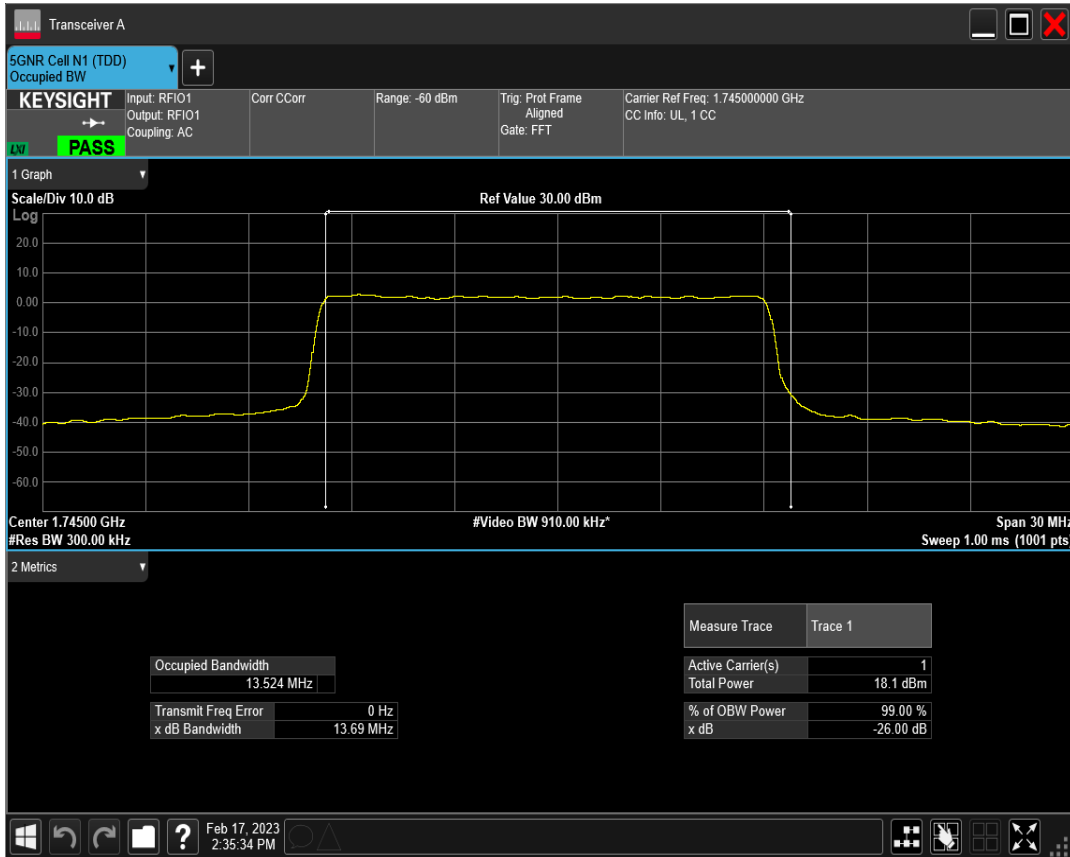 Transceiver A
5GNR Cell N1 (TDD)
Occupied BW
+
KEYSIGHT
LXI
PASS
Input: RFIO1
Output: RFIO1
Coupling: AC
Corr CCorr
Range: -60 dBm
Trig: Prot Frame
Aligned
Gate: FFT
Carrier Ref Freq: 1.745000000 GHz
CC Info: UL, 1 CC
1 Graph
Scale/Div 10.0 dB
Ref Value 30.00 dBm
Log
20.0
10.0
0.00
-10.0
-20.0
-30.0
-40.0
-50.0
-60.0
Center 1.74500 GHz
#Video BW 910.00 kHz*
Span 30 MHz
#Res BW 300.00 kHz
Sweep 1.00 ms (1001 pts)
2 Metrics
Measure Trace Trace 1
Occupied Bandwidth
13.524 MHz
Active Carrier(s) 1
Total Power 18.1 dBm
Transmit Freq Error 0 Hz
x dB Bandwidth 13.69 MHz
% of OBW Power 99.00 %
x dB -26.00 dB
?
Feb 17, 2023
2:35:34 PM